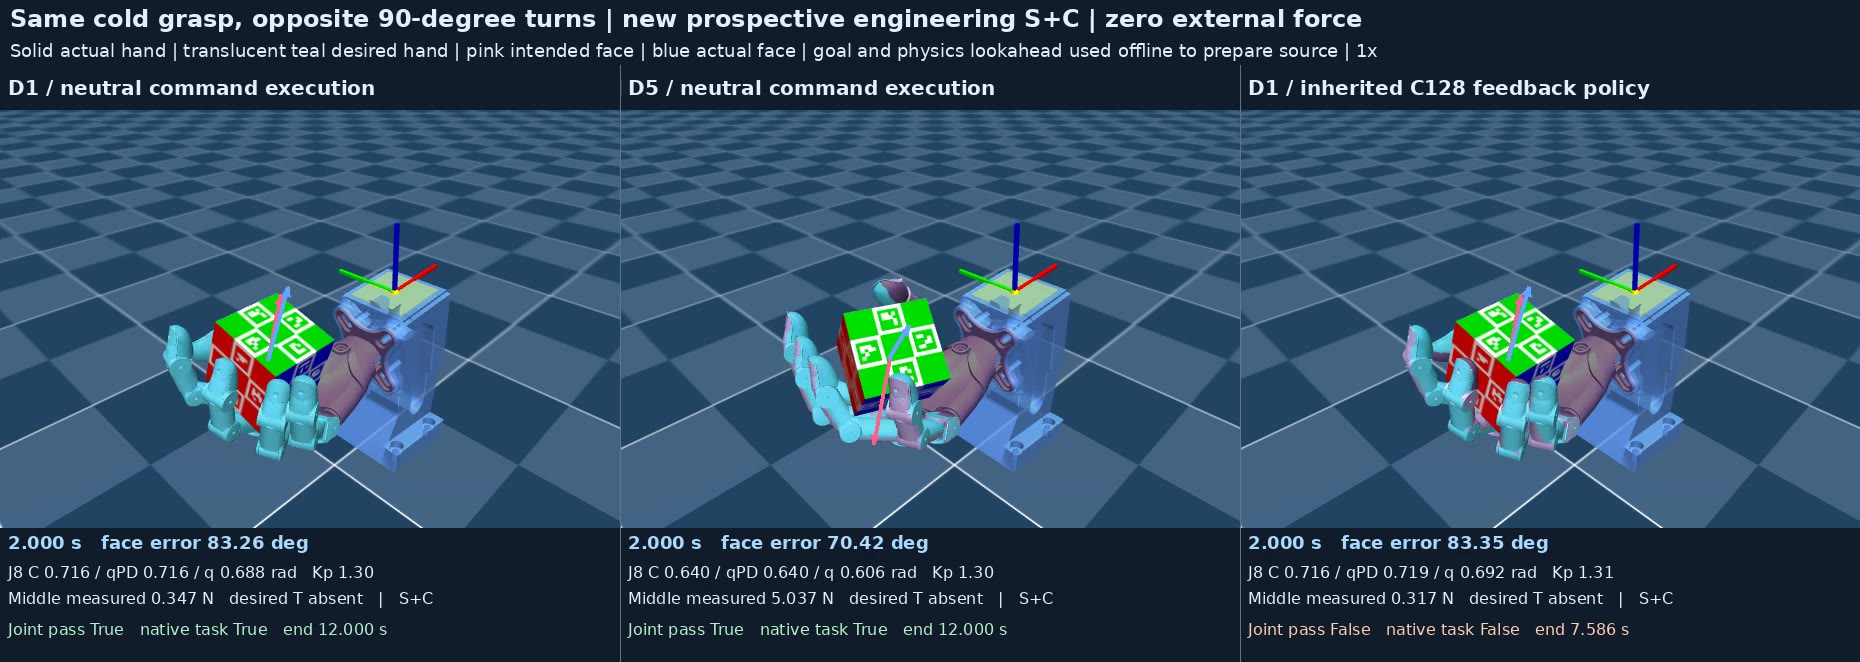 Same cold grasp, opposite 90-degree turns | new prospective engineering S+C | zero external force
Solid actual hand | translucent teal desired hand | pink intended face | blue actual face | goal and physics lookahead used offline to prepare source | 1x
D1 / neutral command execution
D5 / neutral command execution
D1 / inherited C128 feedback policy
2.000 s face error 83.26 deg
J8 C 0.716 / qPD 0.716 / q 0.688 rad Kp 1.30
Middle measured 0.347 N desired T absent | S+C
Joint pass True native task True end 12.000 s
2.000 s face error 70.42 deg
J8 C 0.640 / qPD 0.640 / q 0.606 rad Kp 1.30
Middle measured 5.037 N desired T absent | S+C
Joint pass True native task True end 12.000 s
2.000 s face error 83.35 deg
J8 C 0.716 / qPD 0.719 / q 0.692 rad Kp 1.31
Middle measured 0.317 N desired T absent | S+C
Joint pass False native task False end 7.586 s